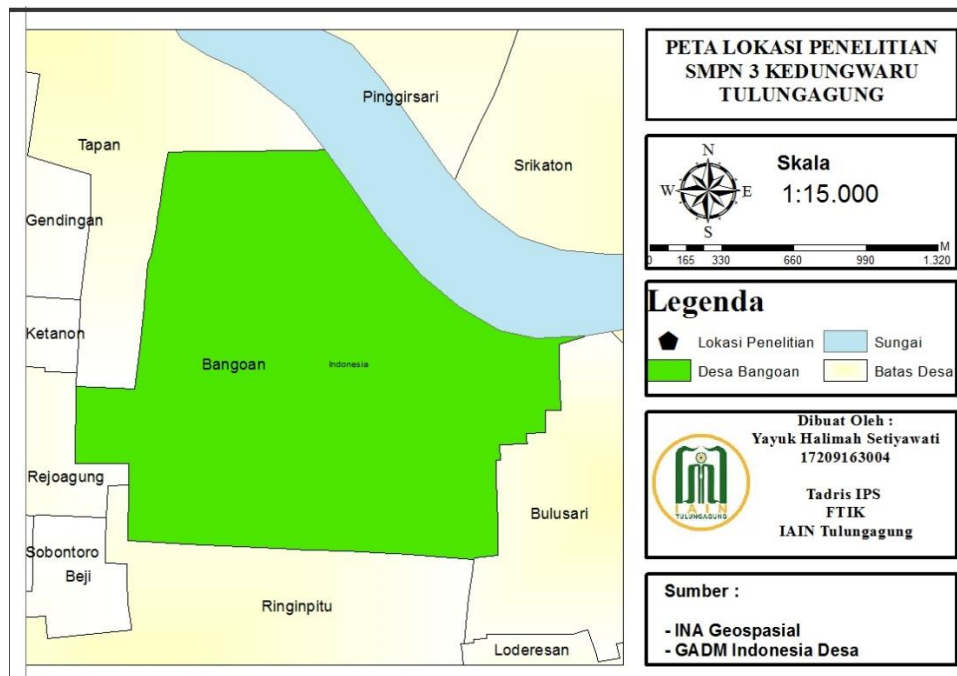 Pinggirsari
Tapan
Srikaton
Gendingan
Ketanon
Bangoan
Indonesia
Rejoagung
Bulusari
Sobontoro
Beji
Ringinpitu
Loderesan
PETA LOKASI PENELITIAN
SMPN 3 KEDUNGWARU
TULUNGAGUNG
N
W
E
S
Skala
1:15.000
M
0 165 330 660 990 1.320
Legenda
Lokasi Penelitian
Sungai
Desa Bangoan
Batas Desa
IAIN
TULUNGAGUNG
Dibuat Oleh :
Yayuk Halimah Setiyawati
17209163004
Tadris IPS
FTIK
IAIN Tulungagung
Sumber :
- INA Geospasial
- GADM Indonesia Desa